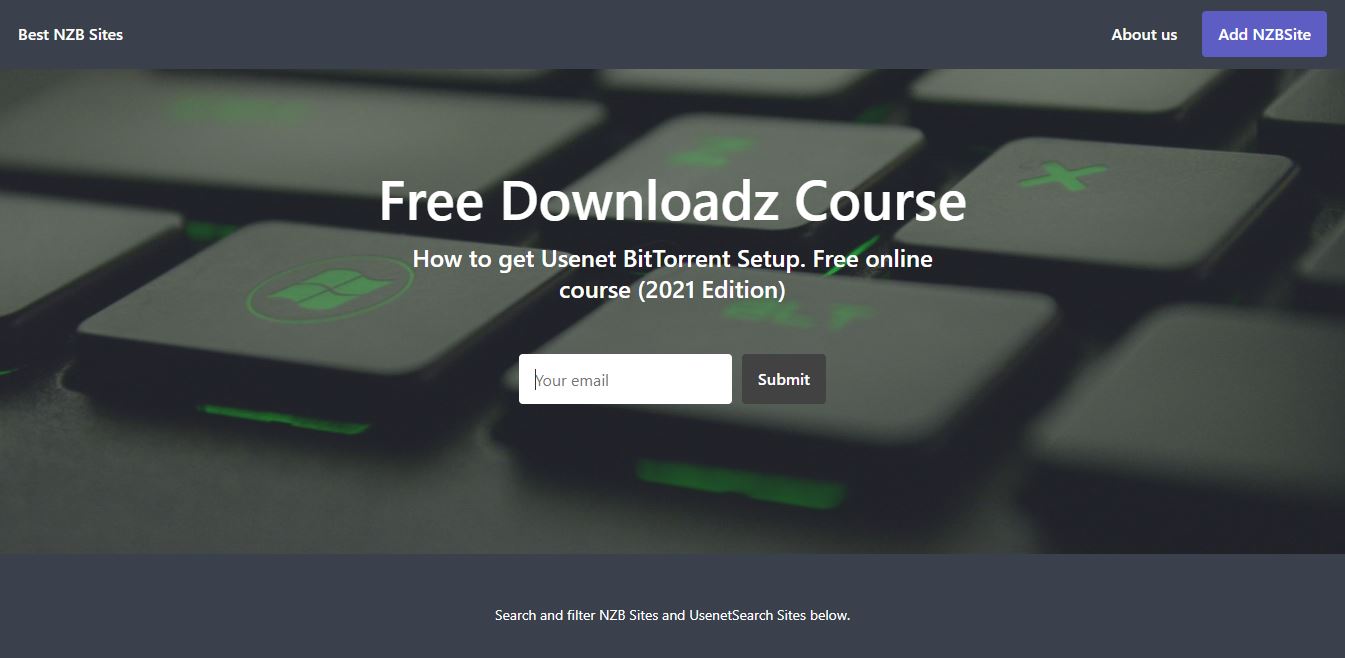 Best NZB Sites
About us
Add NZBSite
Free Downloadz Course
How to get Usenet BitTorrent Setup. Free online
course (2021 Edition)
Your email
Submit
Search and filter NZB Sites and UsenetSearch Sites below.
Z
X
ALT